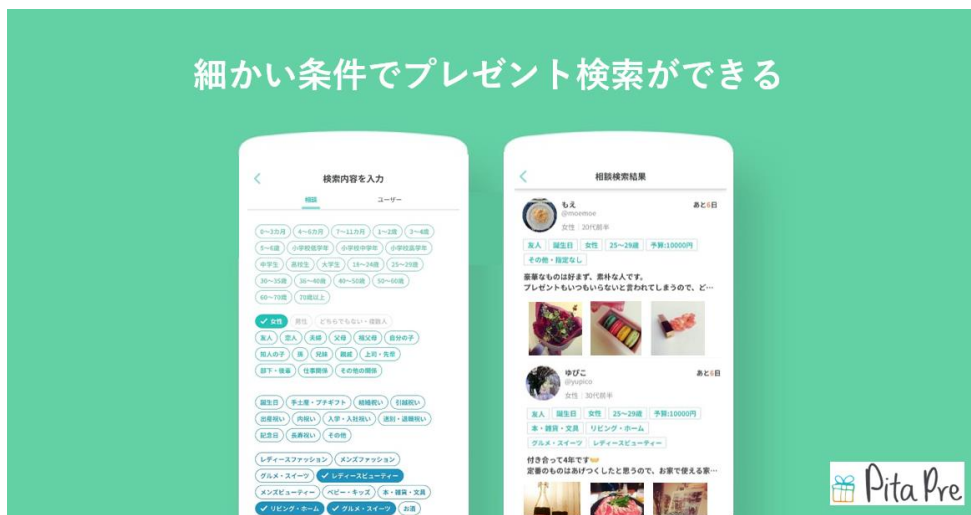 細かい条件でプレゼント検索ができる
検索内容を入力
相談 ユーザー
0〜3カ月 4〜6カ月 7〜11カ月 1〜2歳 3〜4歳
5〜6歳 小学校低学年 小学校中学年 小学校高学年
中学生 高校生 大学生 18〜24歳 25〜29歳
30〜35歳 36〜40歳 40〜50歳 50〜60歳
60〜70歳 70歳以上
女性 男性 どちらでもない・複数人
友人 恋人 夫婦 父母 祖父母 自分の子
知人の子 孫 兄妹 親戚 上司・先輩
部下・後輩 仕事関係 その他の関係
誕生日 手土産・プチギフト 結婚祝い 引越祝い
出産祝い 内祝い 入学・入社祝い 送別・退職祝い
記念日 長寿祝い その他
レディースファッション メンズファッション
グルメ・スイーツ レディースビューティー
メンズビューティー ベビー・キッズ 本・雑貨・文具
リビング・ホーム グルメ・スイーツ お酒
相談検索結果
もえ あと6日
@moemoe
女性 20代前半
友人 誕生日 女性 25〜29歳 予算:10000円
その他・指定なし
豪華なものは好まず、素朴な人です。
プレゼントもいつもいらないと言われてしまうので、ど…
ゆぴこ あと6日
@yupico
女性 30代前半
友人 誕生日 女性 25〜29歳 予算:10000円
本・雑貨・文具 リビング・ホーム
グルメ・スイーツ レディースビューティー
付き合って4年です
定番のものはあげつくしたと思うので、お家で使える家…
Pita Pre